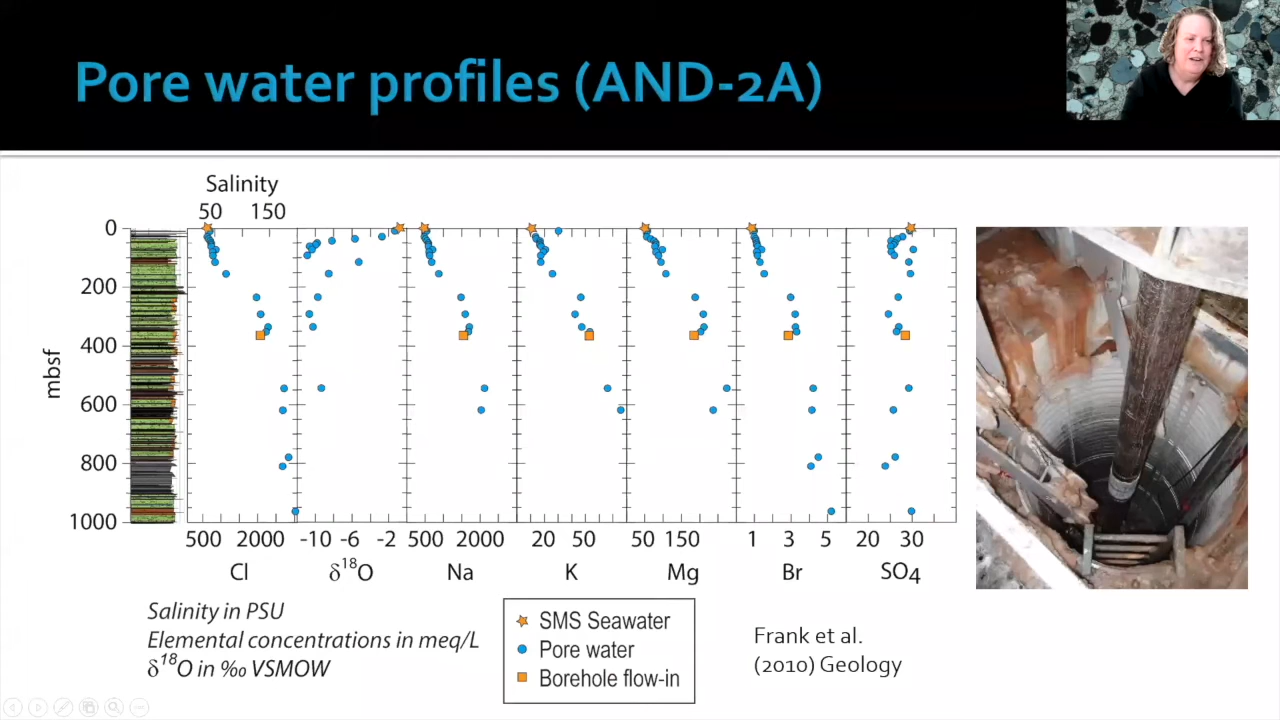 Pore water profiles (AND-2A)
Salinity
50 150
0
200
400
600
800
1000
mbsf
500 2000 -10 -6 -2 500 2000 20 50 50 150 1 3 5 20 30
Cl δ¹⁸O Na K Mg Br SO4
Salinity in PSU
Elemental concentrations in meq/L
δ¹⁸O in ‰ VSMOW
SMS Seawater
Pore water
Borehole flow-in
Frank et al.
(2010) Geology